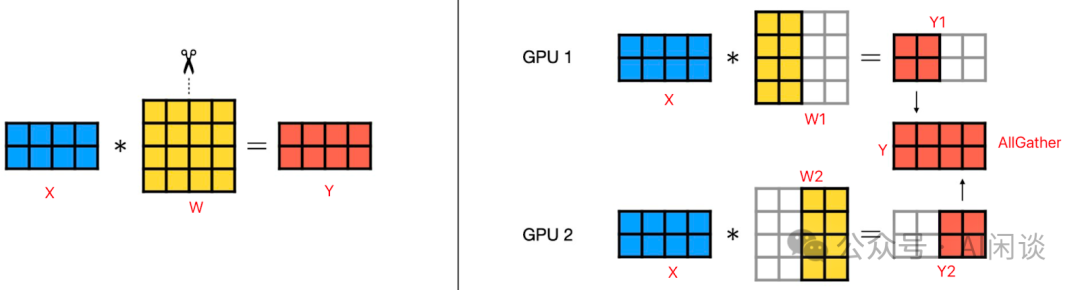 X
*
W
=
Y
GPU 1
X
*
W1
=
Y1
Y
AllGather
GPU 2
X
*
W2
=
Y2
公众号 · AI闲谈